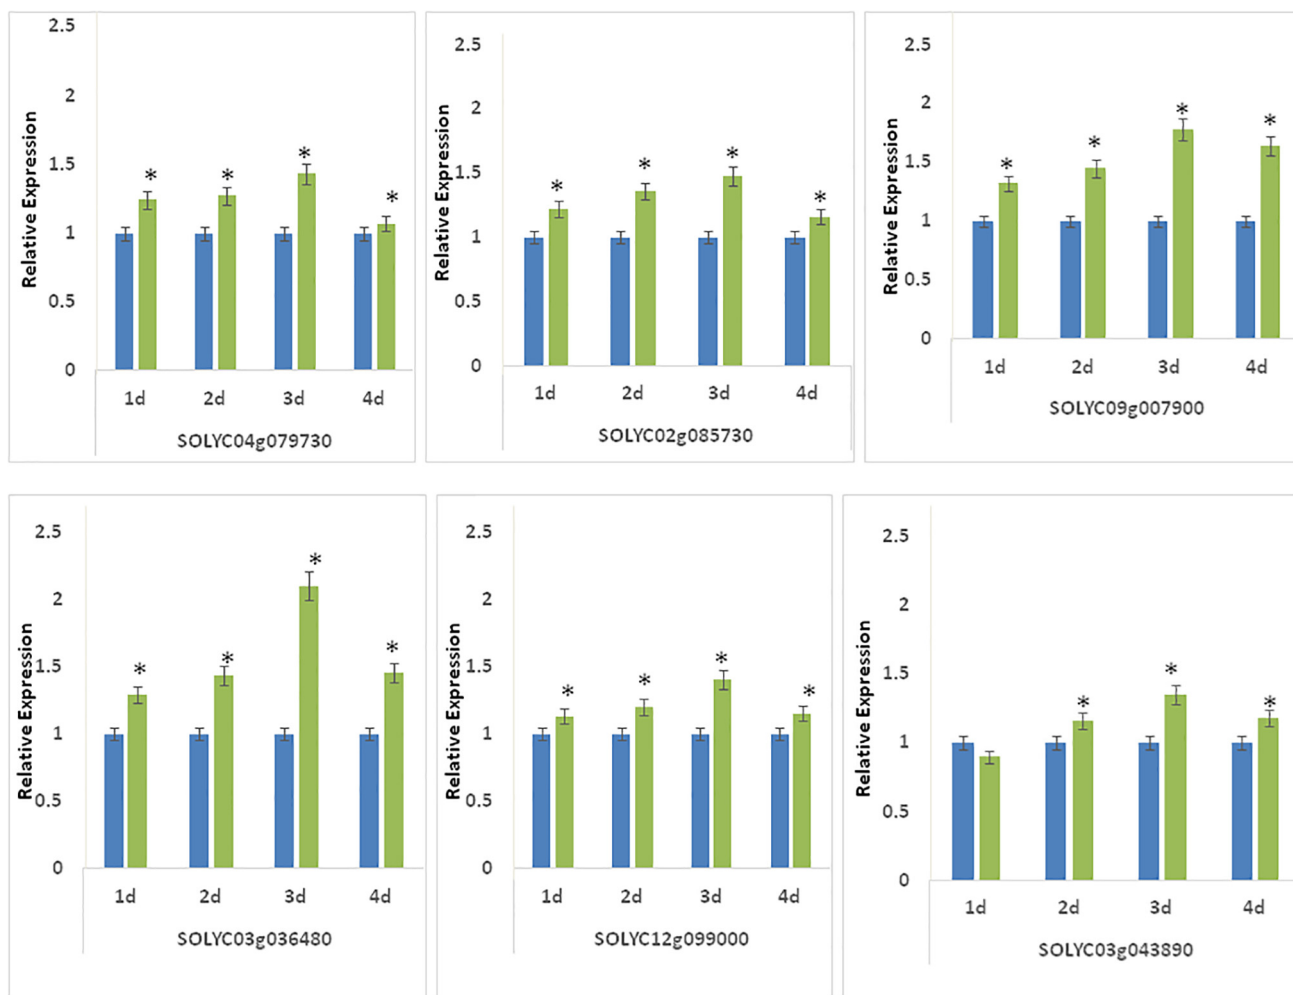 Relative Expression
2.5
2
1.5
1
0.5
0
* * * *
1d 2d 3d 4d
SOLYC04g079730
Relative Expression
2.5
2
1.5
1
0.5
0
* * * *
1d 2d 3d 4d
SOLYC02g085730
Relative Expression
2.5
2
1.5
1
0.5
0
* * * *
1d 2d 3d 4d
SOLYC09g007900
Relative Expression
2.5
2
1.5
1
0.5
0
* * * *
1d 2d 3d 4d
SOLYC03g036480
Relative Expression
2.5
2
1.5
1
0.5
0
* * * *
1d 2d 3d 4d
SOLYC12g099000
Relative Expression
2.5
2
1.5
1
0.5
0
* * *
1d 2d 3d 4d
SOLYC03g043890